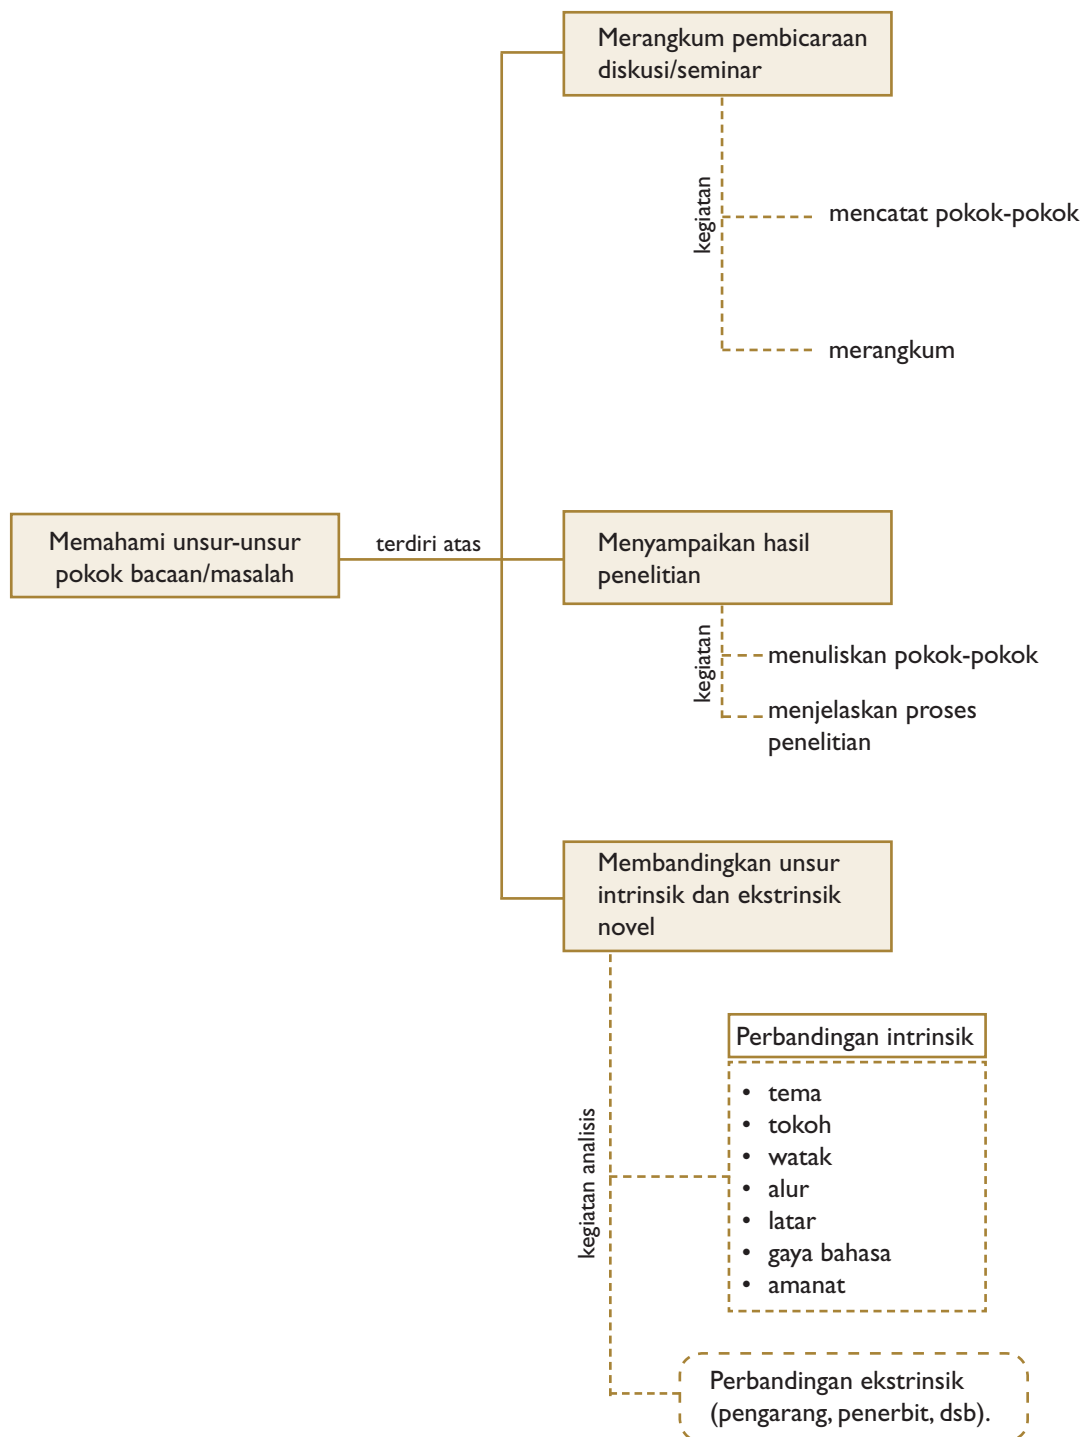 Merangkum pembicaraan
diskusi/seminar
kegiatan
mencatat pokok-pokok
merangkum
Memahami unsur-unsur
pokok bacaan/masalah
terdiri atas
Menyampaikan hasil
penelitian
kegiatan
menuliskan pokok-pokok
menjelaskan proses
penelitian
Membandingkan unsur
intrinsik dan ekstrinsik
novel
kegiatan analisis
Perbandingan intrinsik
• tema
• tokoh
• watak
• alur
• latar
• gaya bahasa
• amanat
Perbandingan ekstrinsik
(pengarang, penerbit, dsb).